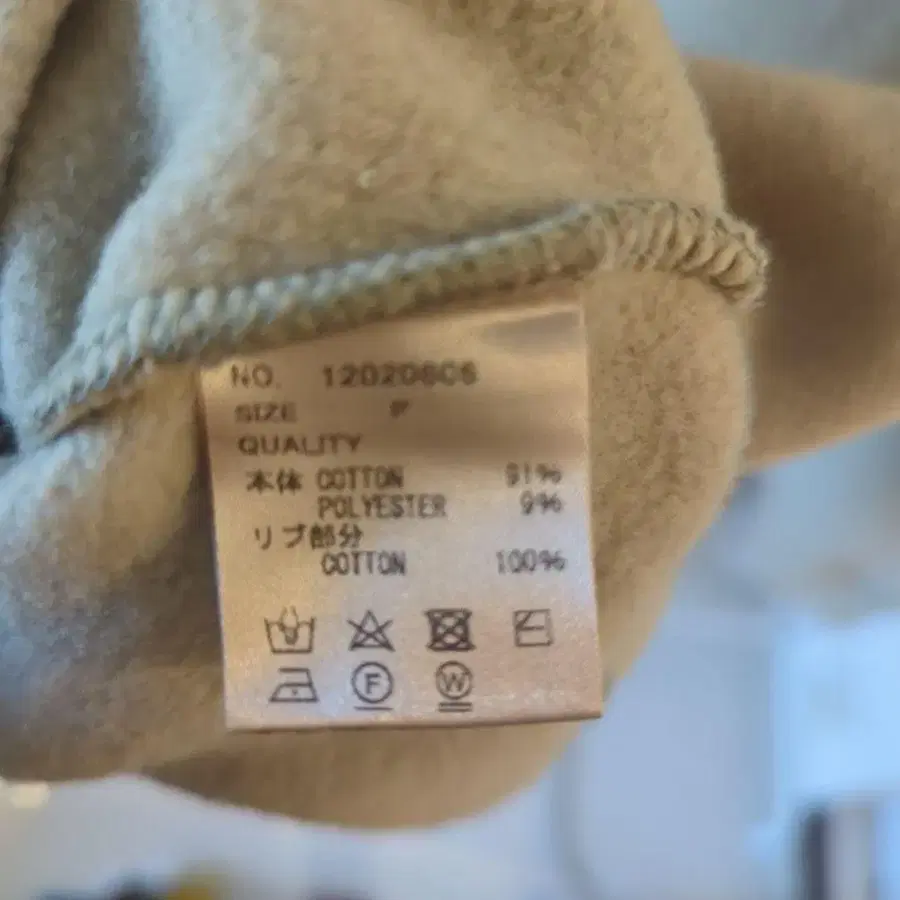 NO. 12020606
SIZE F
QUALITY
本体 COTTON 91%
POLYESTER 9%
リブ部分
COTTON 100%
F
W